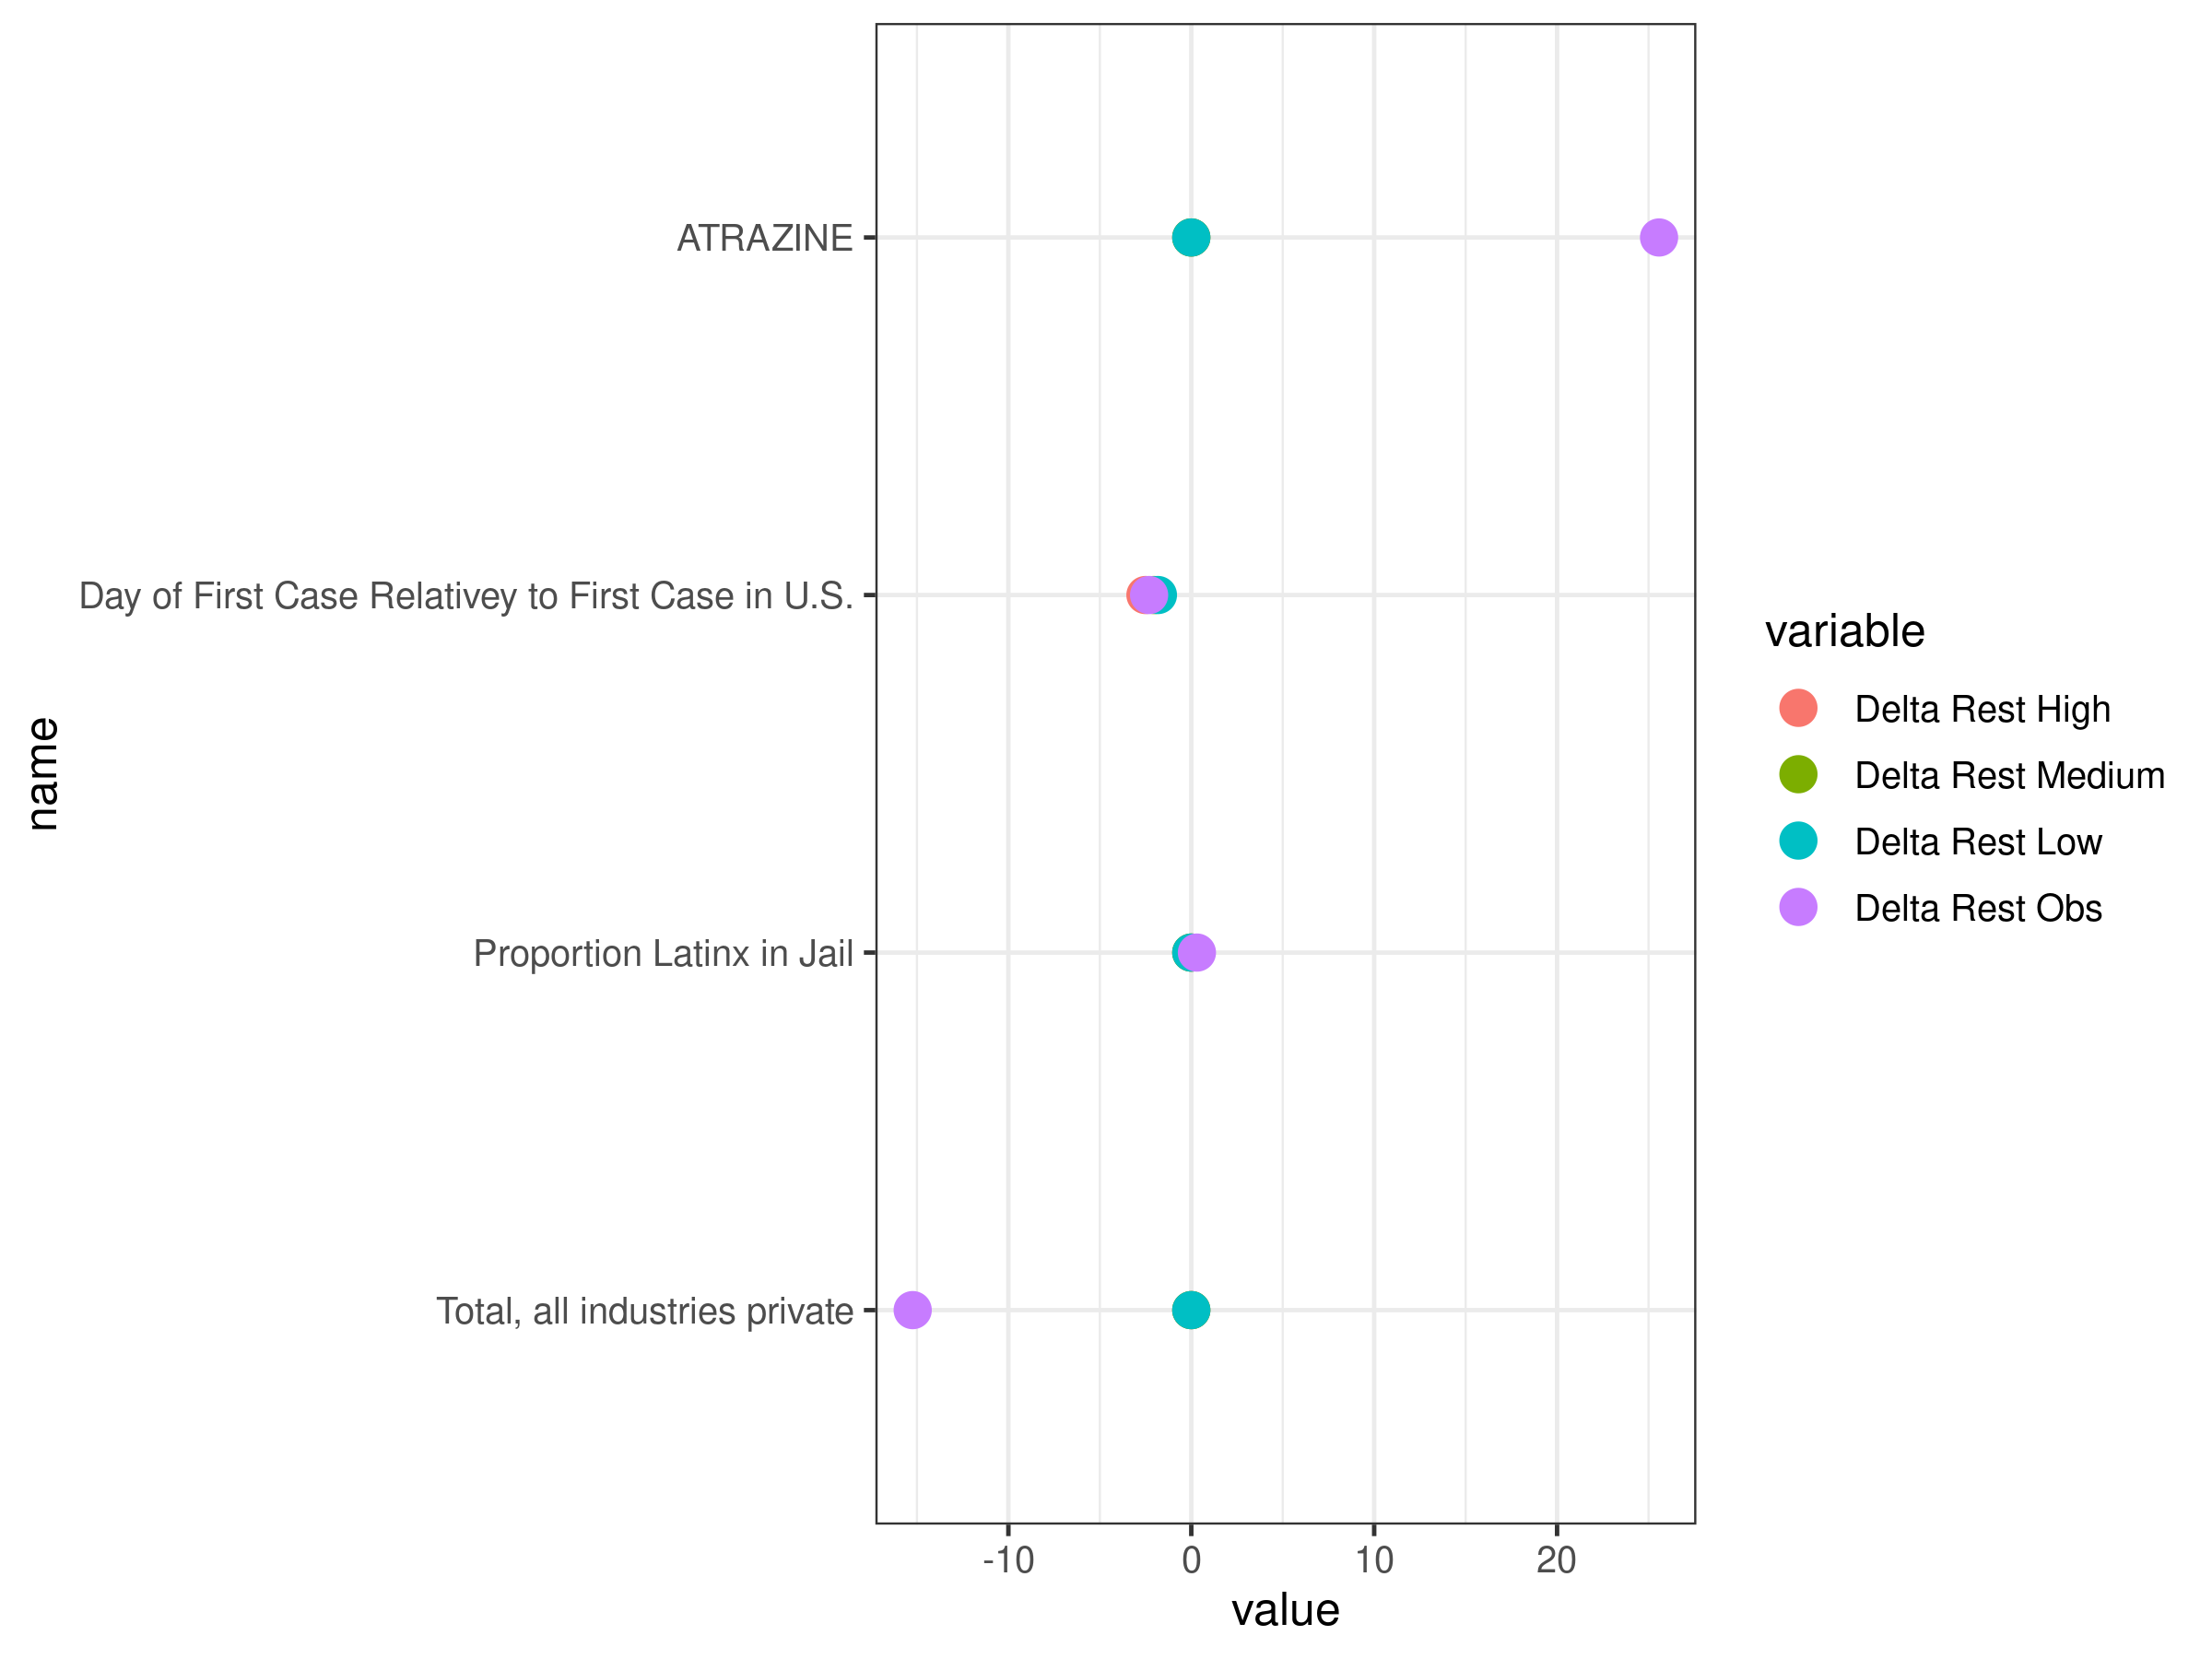 name
ATRAZINE
Day of First Case Relativey to First Case in U.S.
Proportion Latinx in Jail
Total, all industries private
-10 0 10 20
value
variable
Delta Rest High
Delta Rest Medium
Delta Rest Low
Delta Rest Obs